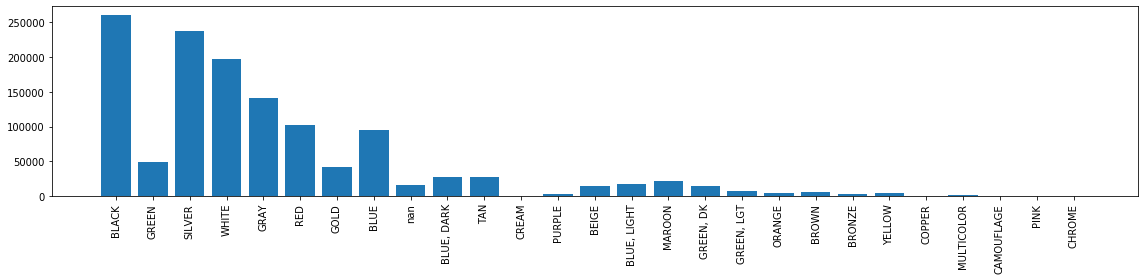 250000
200000
150000
100000
50000
0
BLACK
GREEN
SILVER
WHITE
GRAY
RED
GOLD
BLUE
nan
BLUE, DARK
TAN
CREAM
PURPLE
BEIGE
BLUE, LIGHT
MAROON
GREEN, DK
GREEN, LGT
ORANGE
BROWN
BRONZE
YELLOW
COPPER
MULTICOLOR
CAMOUFLAGE
PINK
CHROME